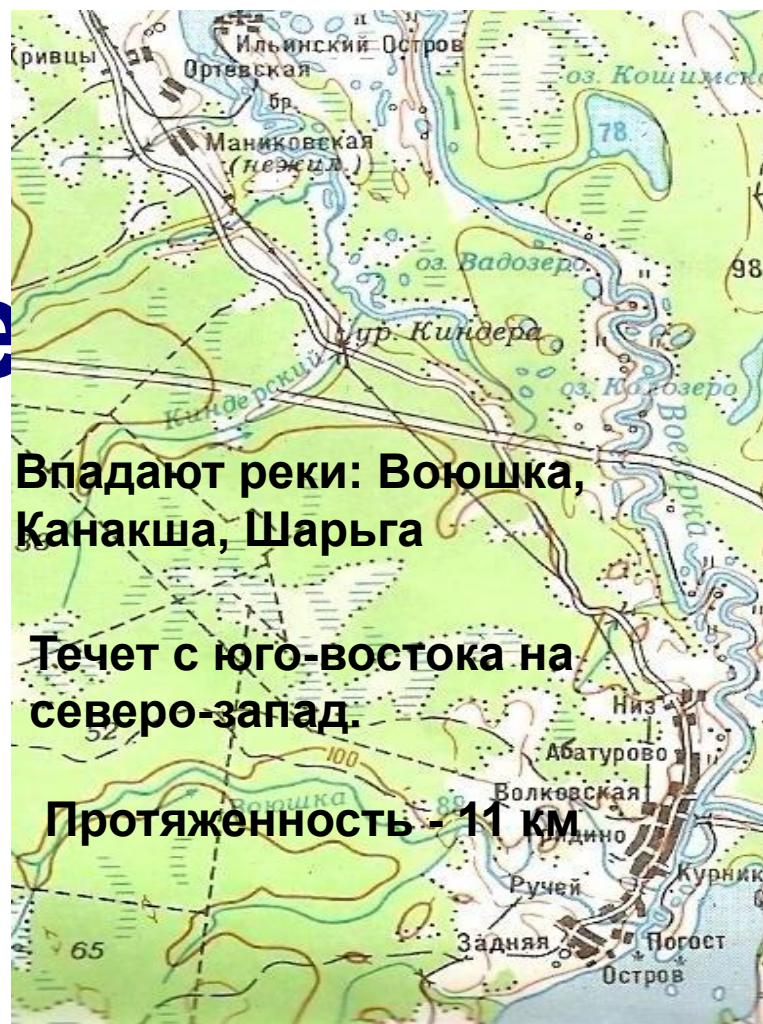 Ильинский Остров
Кривцы
Ортевская
оз. Кошимско
бр.
78
Маниковская
(нежил.)
оз. Вадозеро
98
ур. Киндера
е
оз. Колозеро
Киндерский
Воезерка
Впадают реки: Воюшка,
Канакша, Шарьга
Течет с юго-востока на
северо-запад.
Низ
52
Абатурово
100
Волковская
Воюшка
89
Протяженность - 11 км
Ручей
Курник
65
Задняя
Погост
Остров